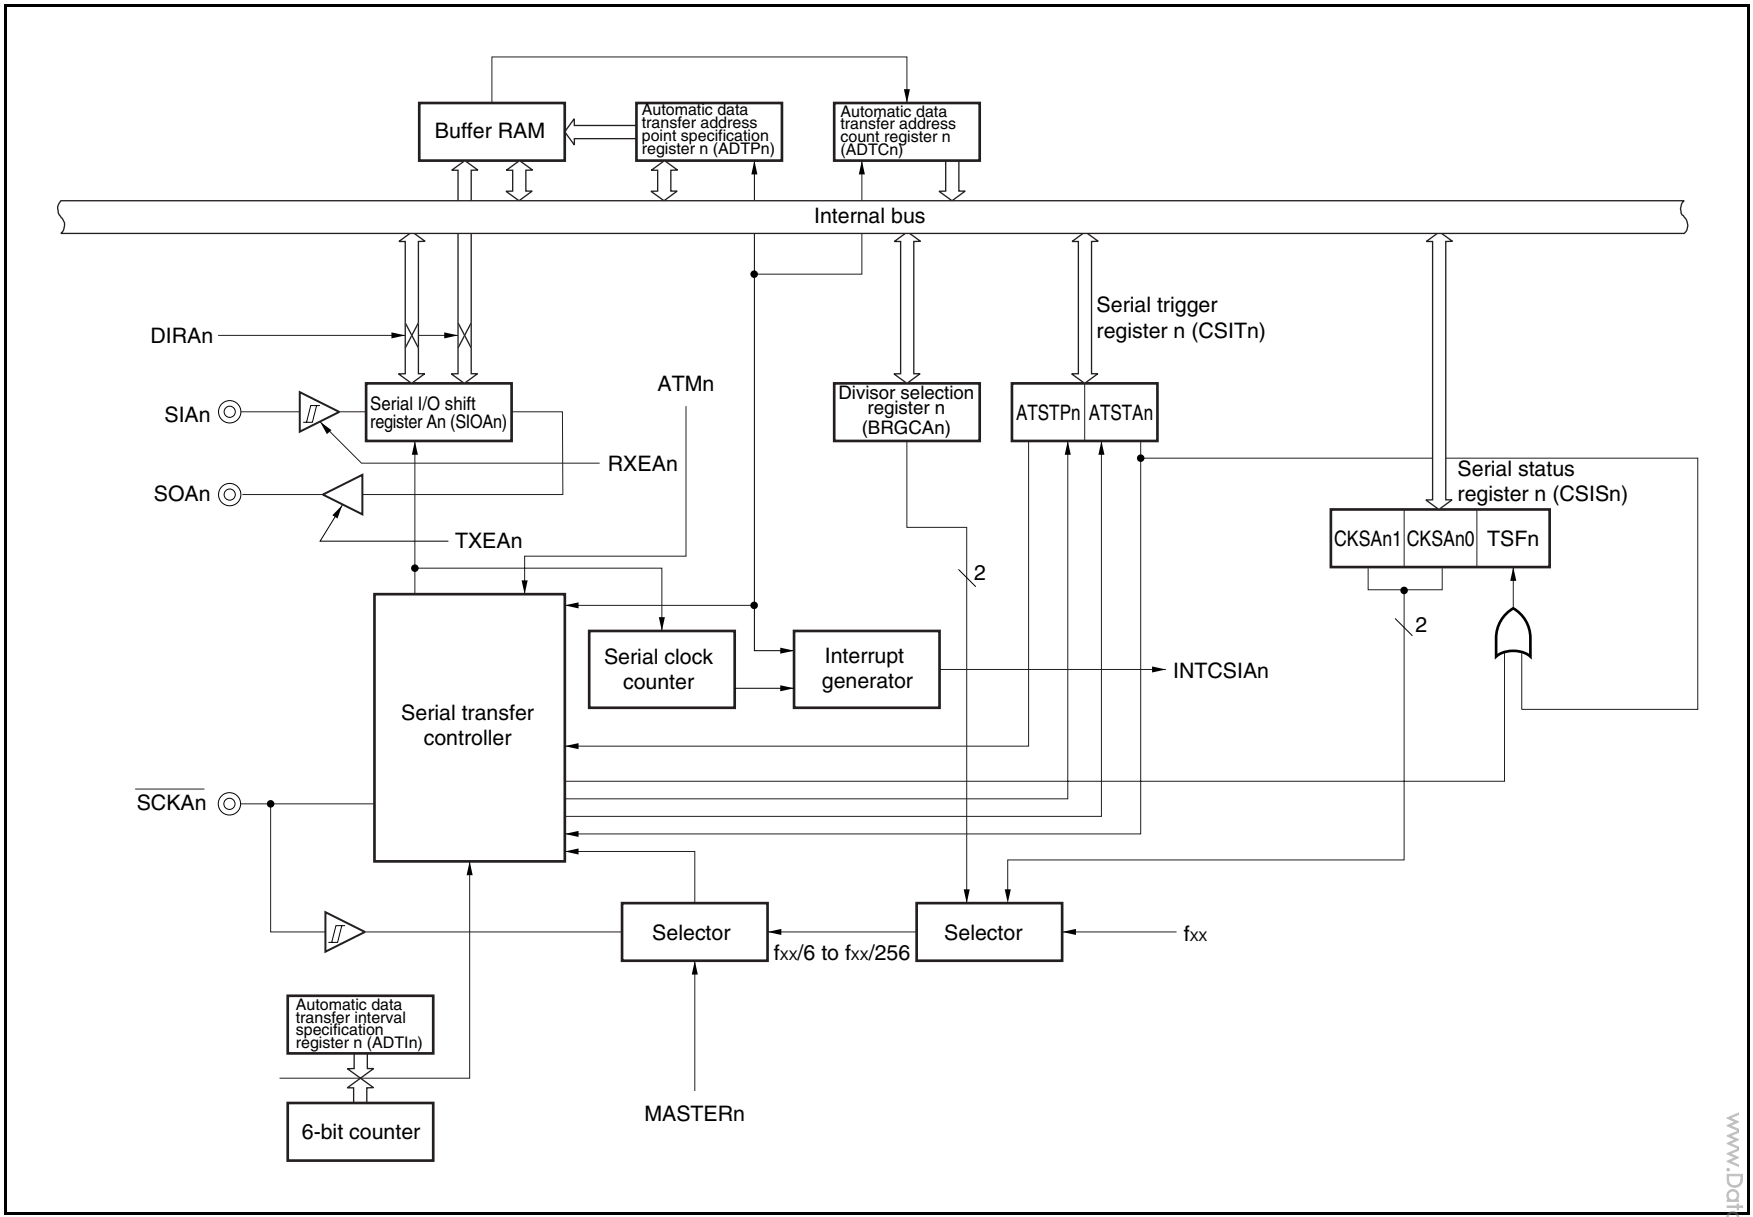 Buffer RAM
Automatic data
transfer address
point specification
register n (ADTPn)
Automatic data
transfer address
count register n
(ADTCn)
Internal bus
DIRAn
Serial trigger
register n (CSITn)
ATMn
SIAn
Serial I/O shift
register An (SIOAn)
Divisor selection
register n
(BRGCAn)
ATSTPn
ATSTAn
RXEAn
Serial status
register n (CSISn)
SOAn
TXEAn
CKSAn1
CKSAn0
TSFn
2
2
Serial clock
counter
Interrupt
generator
INTCSIAn
Serial transfer
controller
SCKAn
Selector
fxx/6 to fxx/256
Selector
fxx
Automatic data
transfer interval
specification
register n (ADTIn)
MASTERn
6-bit counter
www.Dat